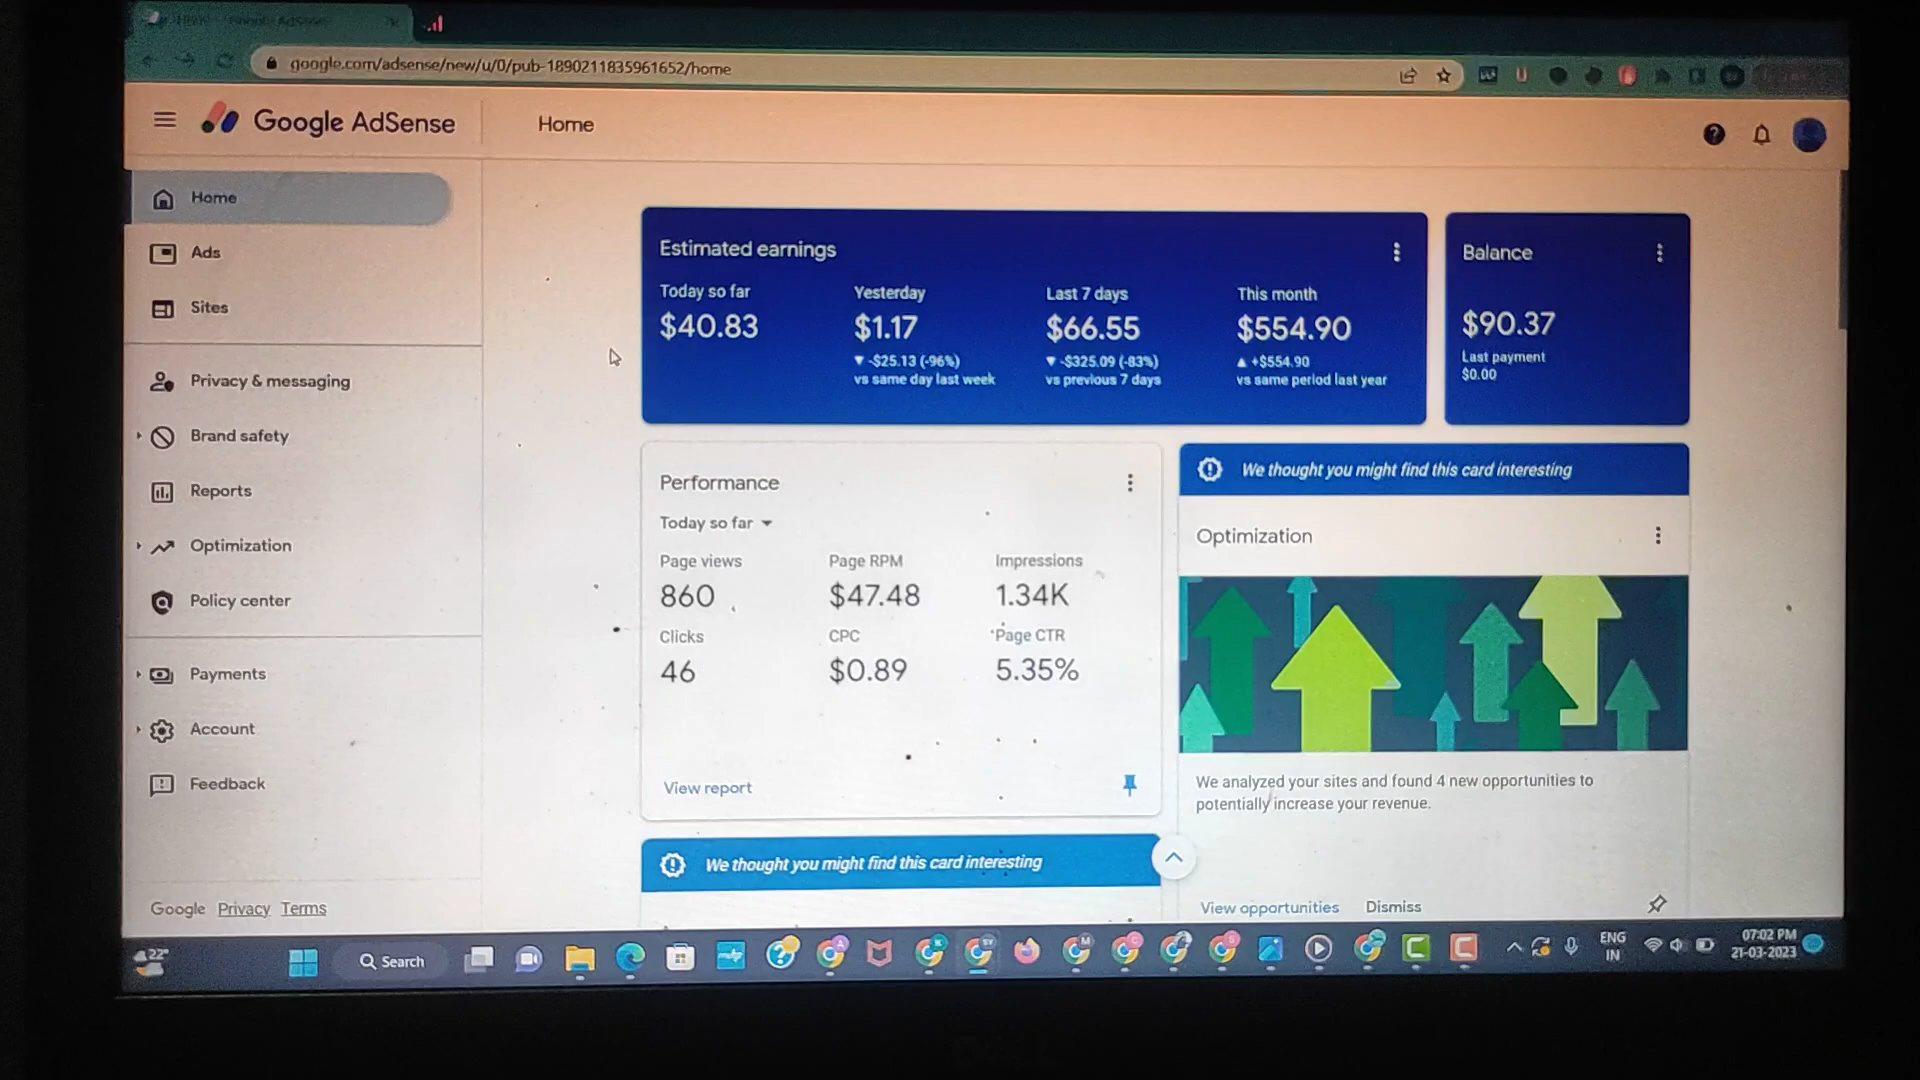 google.com/adsense/new/u/0/pub-1890211835961652/home
Google AdSense
Home
Home
Ads
Sites
Privacy & messaging
Brand safety
Reports
Optimization
Policy center
Payments
Account
Feedback
Google Privacy Terms
Estimated earnings
Today so far
$40.83
Yesterday
$1.17
▼ -$25.13 (-96%)
vs same day last week
Last 7 days
$66.55
▼ -$325.09 (-83%)
vs previous 7 days
This month
$554.90
▲ +$554.90
vs same period last year
Balance
$90.37
Last payment
$0.00
Performance
Today so far
Page views
860
Page RPM
$47.48
Impressions
1.34K
Clicks
46
CPC
$0.89
Page CTR
5.35%
View report
We thought you might find this card interesting
Optimization
We analyzed your sites and found 4 new opportunities to
potentially increase your revenue.
View opportunities Dismiss
We thought you might find this card interesting
22°
Search
ENG
IN
07:02 PM
21-03-2023